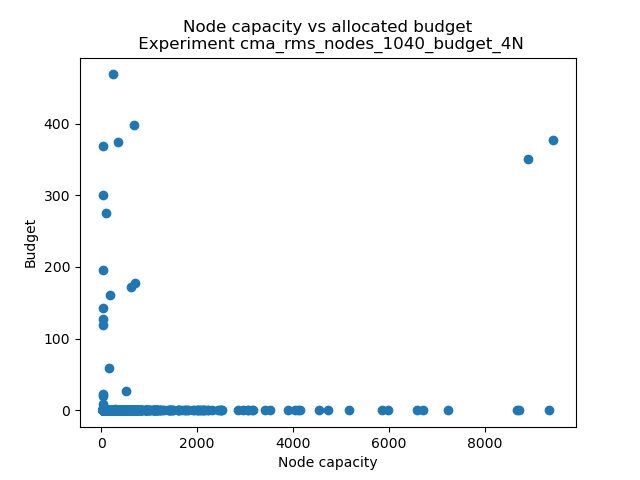 Node capacity vs allocated budget
Experiment cma_rms_nodes_1040_budget_4N
400
300
200
100
0
Budget
0 2000 4000 6000 8000
Node capacity